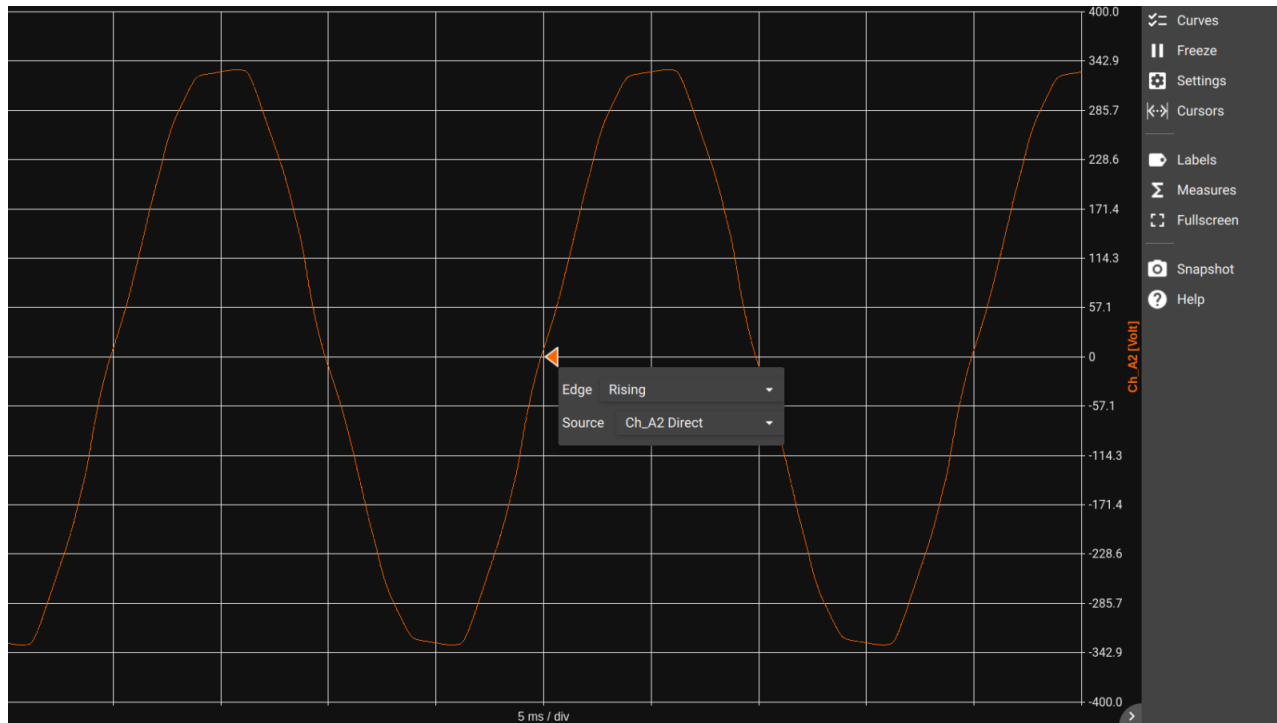 400.0
342.9
285.7
228.6
171.4
114.3
57.1
0
-57.1
-114.3
-171.4
-228.6
-285.7
-342.9
-400.0
Ch_A2 [Volt]
5 ms / div
Edge Rising
Source Ch_A2 Direct
Curves
Freeze
Settings
Cursors
Labels
Measures
Fullscreen
Snapshot
Help